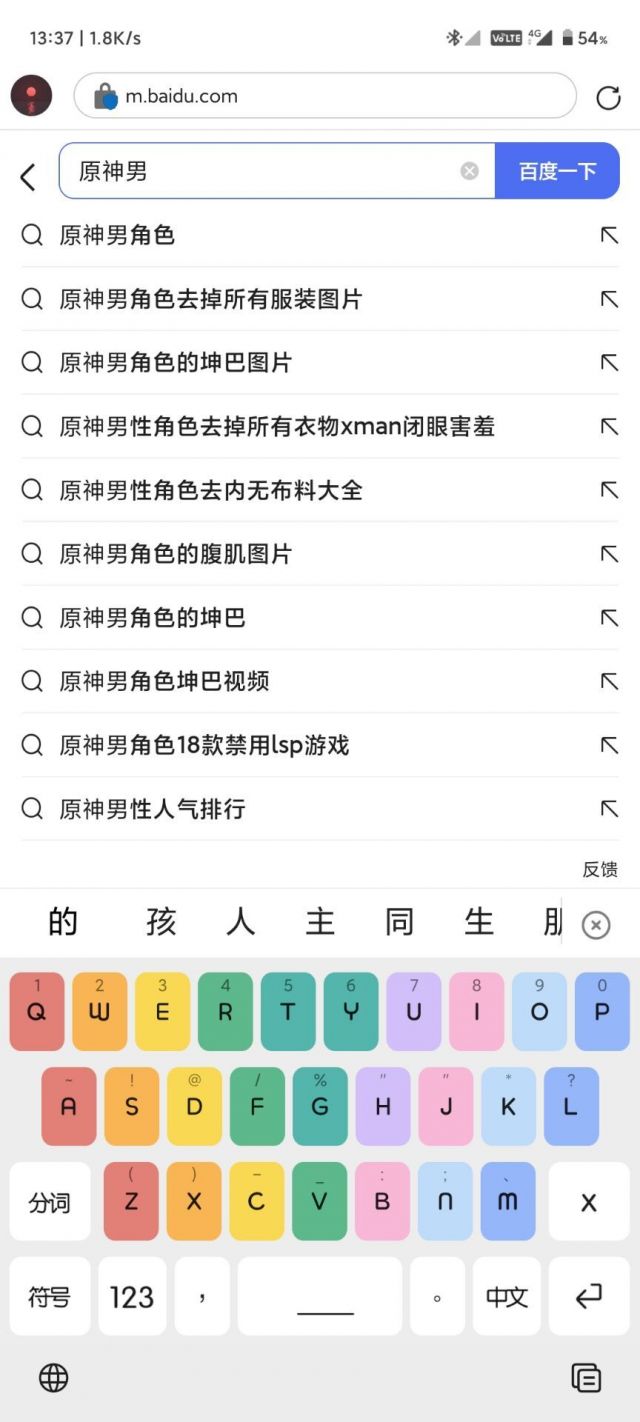 13:37 | 1.8K/s VoLTE 4G 54%
m.baidu.com
原神男 百度一下
原神男角色
原神男角色去掉所有服装图片
原神男角色的坤巴图片
原神男性角色去掉所有衣物xman闭眼害羞
原神男性角色去内无布料大全
原神男角色的腹肌图片
原神男角色的坤巴
原神男角色坤巴视频
原神男角色18款禁用lsp游戏
原神男性人气排行
反馈
的 孩 人 主 同 生
1 2 3 4 5 6 7 8 9 0
Q W E R T Y U I O P
~ ! @ / % " " * ?
A S D F G H J K L
( ) - _ : ; 、
分词 Z X C V B N M X
符号 123 , 。 中文